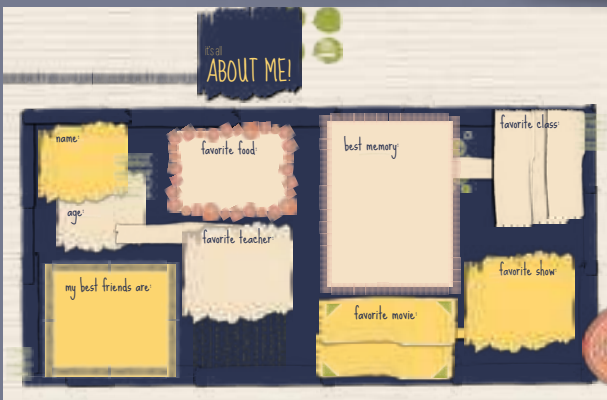 it's all
ABOUT ME!
name:
favorite food:
best memory:
favorite class:
age:
favorite teacher:
my best friends are:
favorite movie:
favorite show: